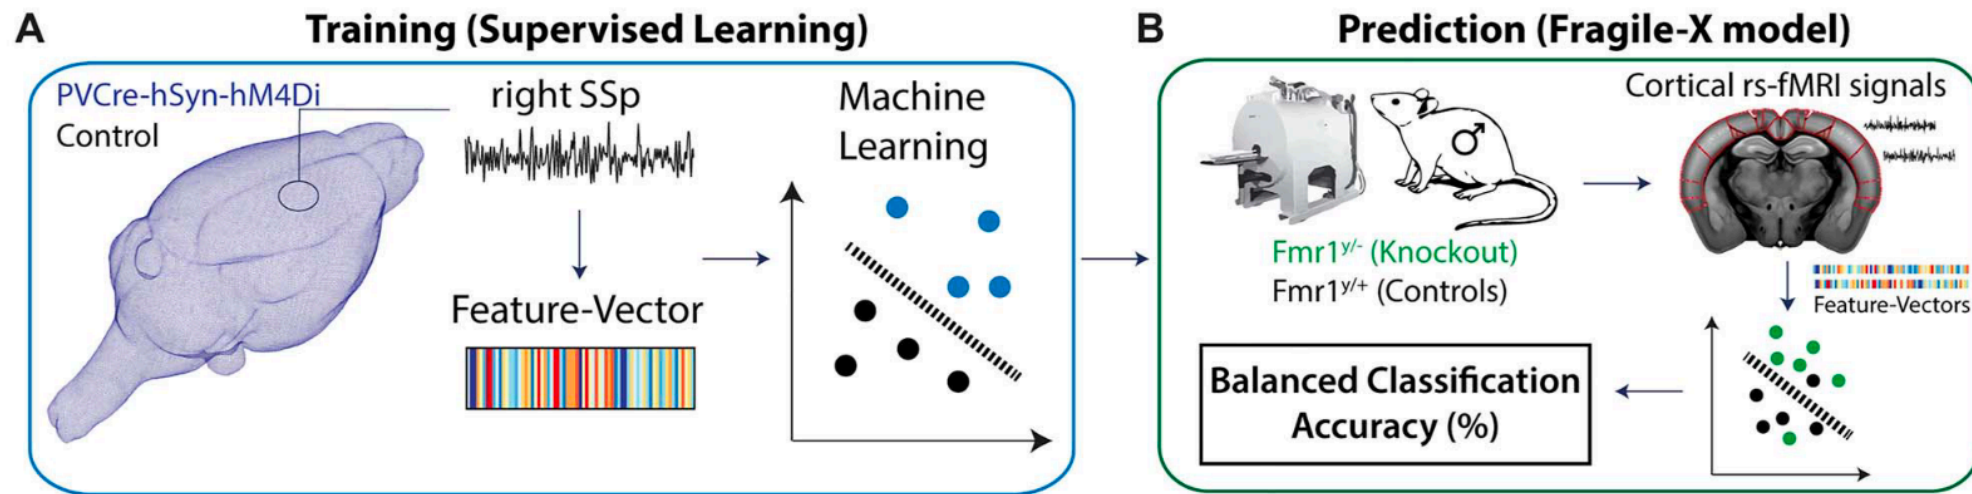 A
Training (Supervised Learning)
PVCre-hSyn-hM4Di
Control
right SSp
Feature-Vector
Machine
Learning
B
Prediction (Fragile-X model)
Fmr1y/- (Knockout)
Fmr1y/+ (Controls)
Cortical rs-fMRI signals
Feature-Vectors
Balanced Classification
Accuracy (%)